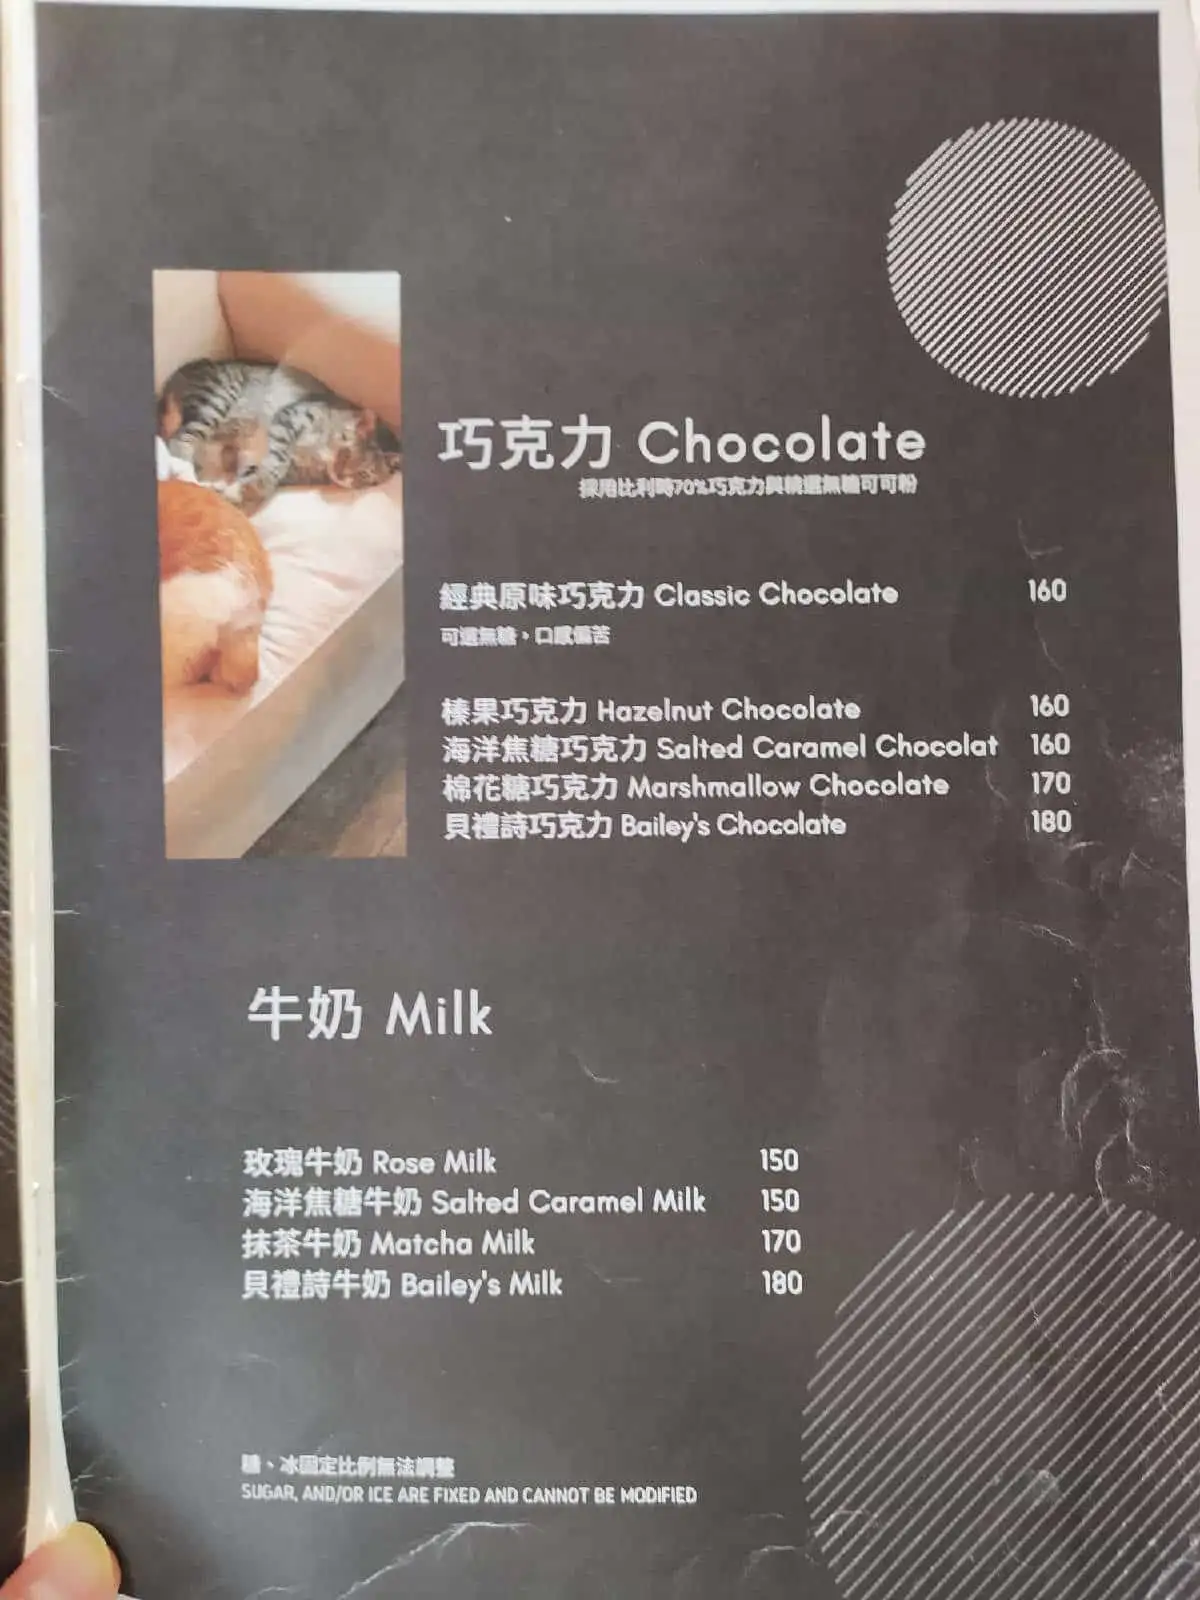 巧克力 Chocolate
採用比利時70%巧克力與精選無糖可可粉
經典原味巧克力 Classic Chocolate 160
可選無糖，口感偏苦
榛果巧克力 Hazelnut Chocolate 160
海洋焦糖巧克力 Salted Caramel Chocolat 160
棉花糖巧克力 Marshmallow Chocolate 170
貝禮詩巧克力 Bailey's Chocolate 180
牛奶 Milk
玫瑰牛奶 Rose Milk 150
海洋焦糖牛奶 Salted Caramel Milk 150
抹茶牛奶 Matcha Milk 170
貝禮詩牛奶 Bailey's Milk 180
糖、冰固定比例無法調整
SUGAR, AND/OR ICE ARE FIXED AND CANNOT BE MODIFIED